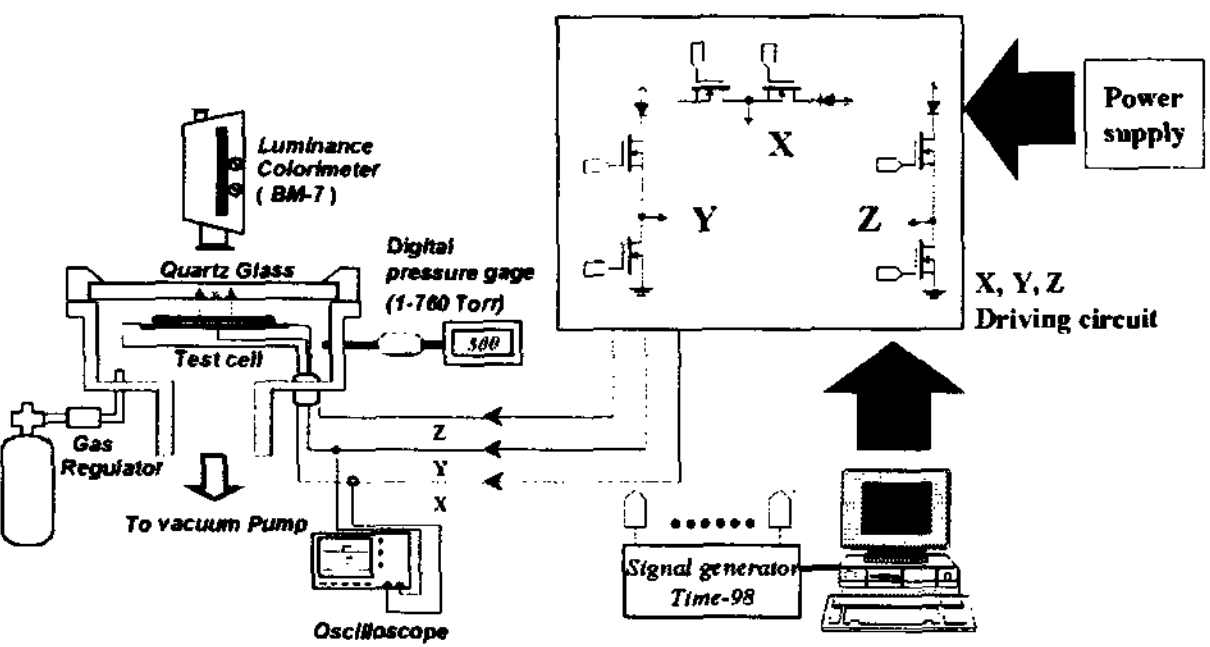 Luminance
Colorimeter
( BM-7 )
Quartz Glass
Digital
pressure gage
(1-760 Torr)
500
Test cell
Gas
Regulator
To vacuum Pump
Oscilloscope
Z
Y
X
X
Y
Z
Power
supply
X, Y, Z
Driving circuit
Signal generator
Time-98